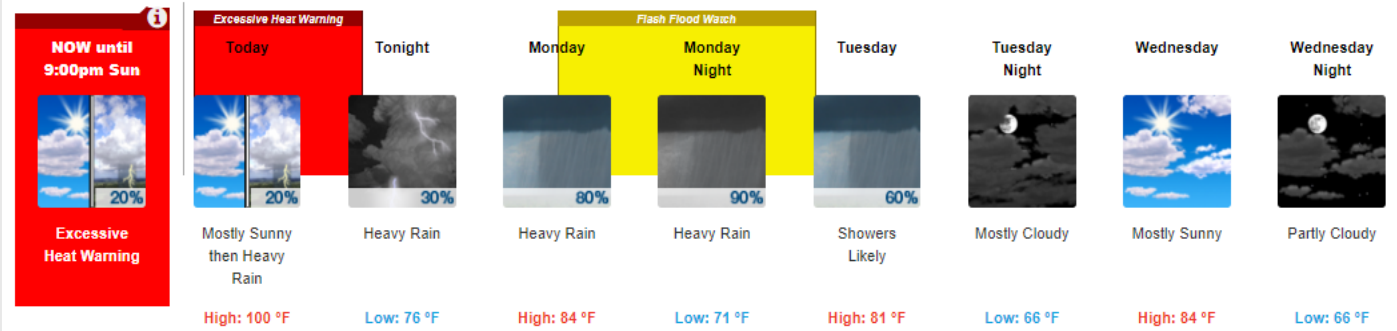 NOW until
9:00pm Sun
20%
Excessive
Heat Warning
Excessive Heat Warning
Today
20%
Mostly Sunny
then Heavy
Rain
High: 100 °F
Tonight
30%
Heavy Rain
Low: 76 °F
Flash Flood Watch
Monday
80%
Heavy Rain
High: 84 °F
Monday
Night
90%
Heavy Rain
Low: 71 °F
Tuesday
60%
Showers
Likely
High: 81 °F
Tuesday
Night
Mostly Cloudy
Low: 66 °F
Wednesday
Mostly Sunny
High: 84 °F
Wednesday
Night
Partly Cloudy
Low: 66 °F